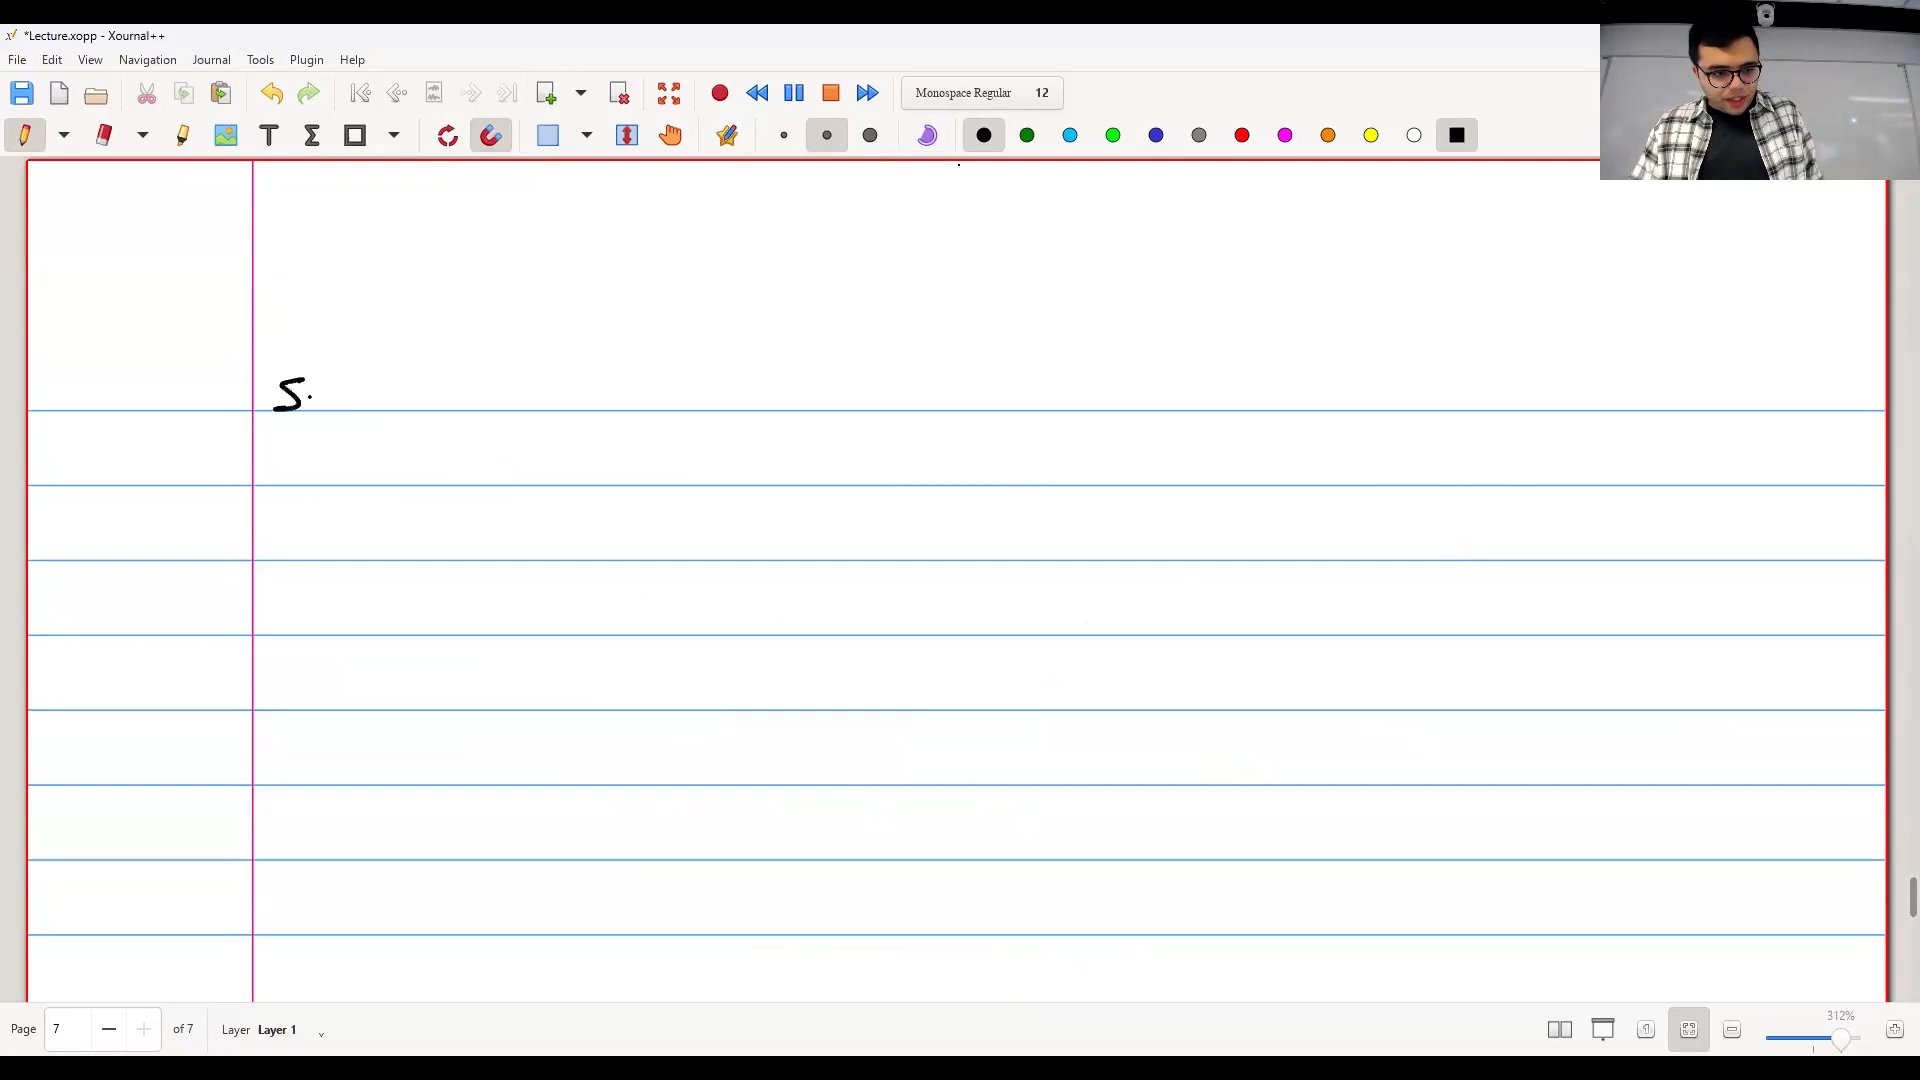 *Lecture.xopp - Xournal++
File Edit View Navigation Journal Tools Plugin Help
Monospace Regular 12
S
Page 7 of 7 Layer Layer 1 312%